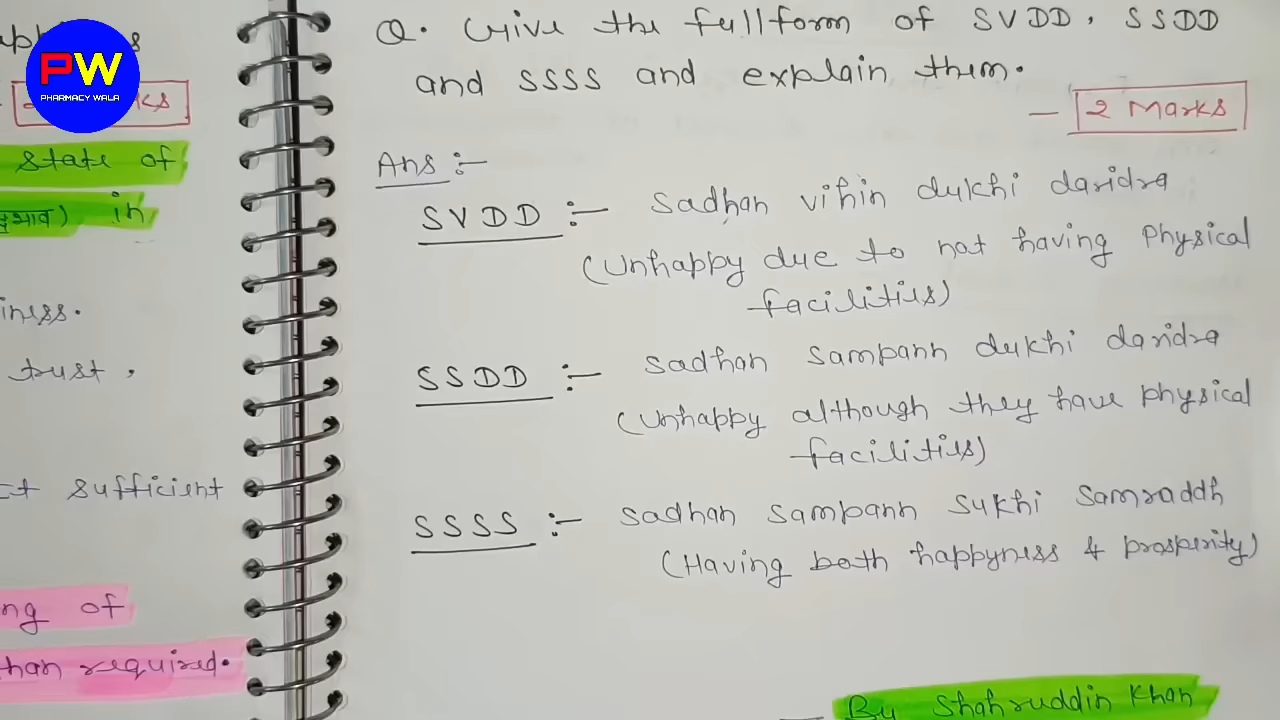 PW
PHARMACY WALA
state of
in
iness.
trust,
ct sufficient
ng of
han required.
Q. Give the fullform of SVDD, SSDD
and SSSS and explain them.
— 2 Marks
Ans :-
SVDD :- Sadhan vihin dukhi daridra
(Unhappy due to not having Physical
facilities)
SSDD :- Sadhan Sampann dukhi daridra
(Unhappy although they have physical
facilities)
SSSS :- Sadhan Sampann Sukhi Samraddh
(Having both happyness & prosperity)
— By Shahruddin Khan